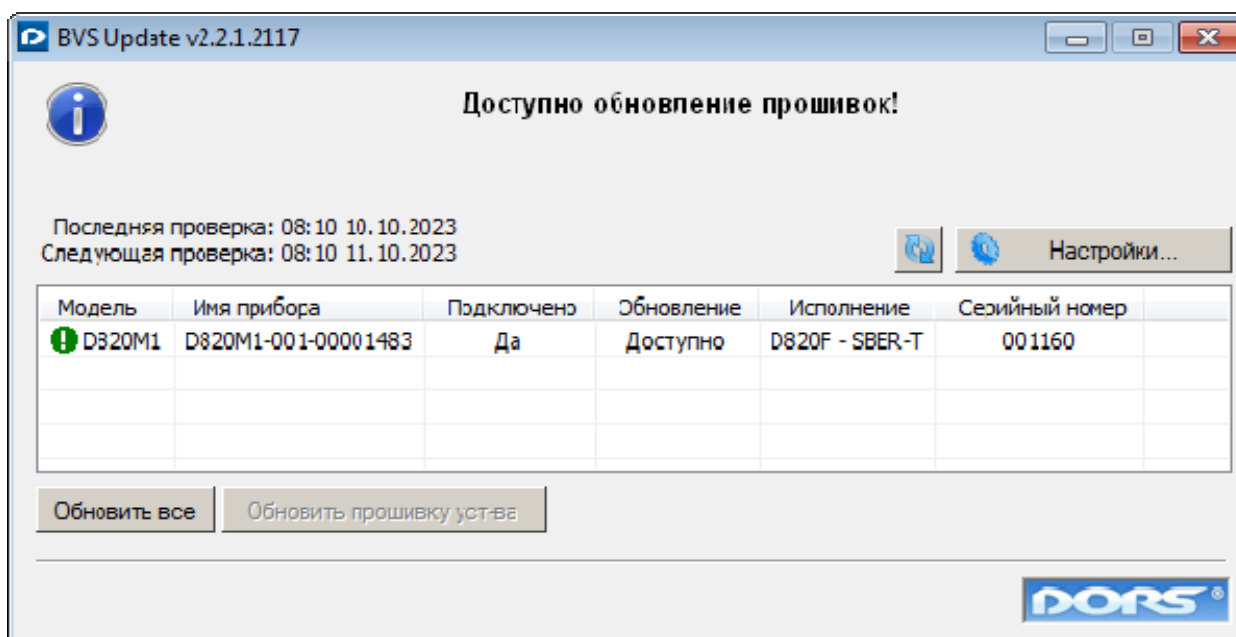 BVS Update v2.2.1.2117
Доступно обновление прошивок!
Последняя проверка: 08:10 10.10.2023
Следующая проверка: 08:10 11.10.2023
Настройки...
Модель Имя прибора Подключено Обновление Исполнение Серийный номер
D820M1 D820M1-001-00001483 Да Доступно D820F - SBER-T 001160
Обновить все Обновить прошивку уст-ва
DORS®